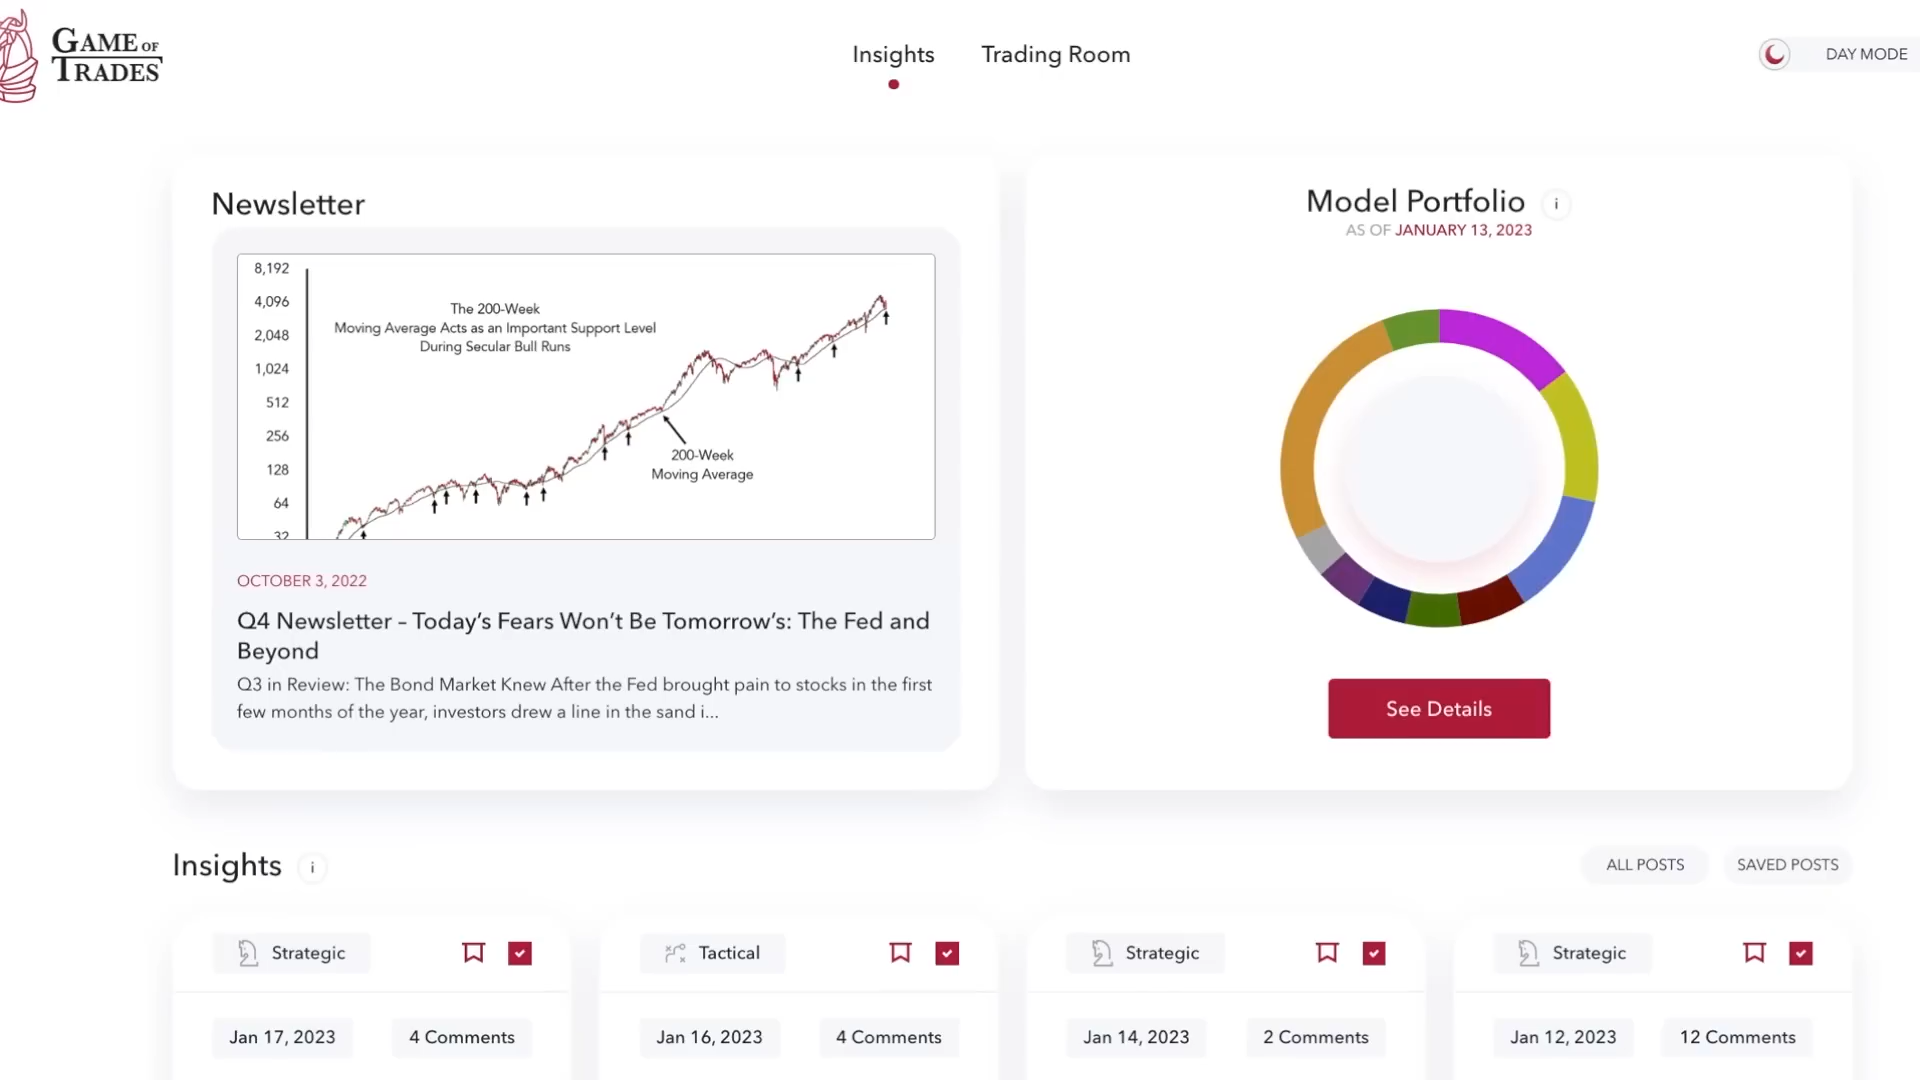 GAME OF
TRADES
Insights
Trading Room
DAY MODE
Newsletter
8,192
4,096
2,048
1,024
512
256
128
64
32
The 200-Week
Moving Average Acts as an Important Support Level
During Secular Bull Runs
200-Week
Moving Average
OCTOBER 3, 2022
Q4 Newsletter – Today’s Fears Won’t Be Tomorrow’s: The Fed and
Beyond
Q3 in Review: The Bond Market Knew After the Fed brought pain to stocks in the first
few months of the year, investors drew a line in the sand i...
Model Portfolio i
AS OF JANUARY 13, 2023
See Details
Insights i
ALL POSTS
SAVED POSTS
Strategic
Jan 17, 2023
4 Comments
Tactical
Jan 16, 2023
4 Comments
Strategic
Jan 14, 2023
2 Comments
Strategic
Jan 12, 2023
12 Comments